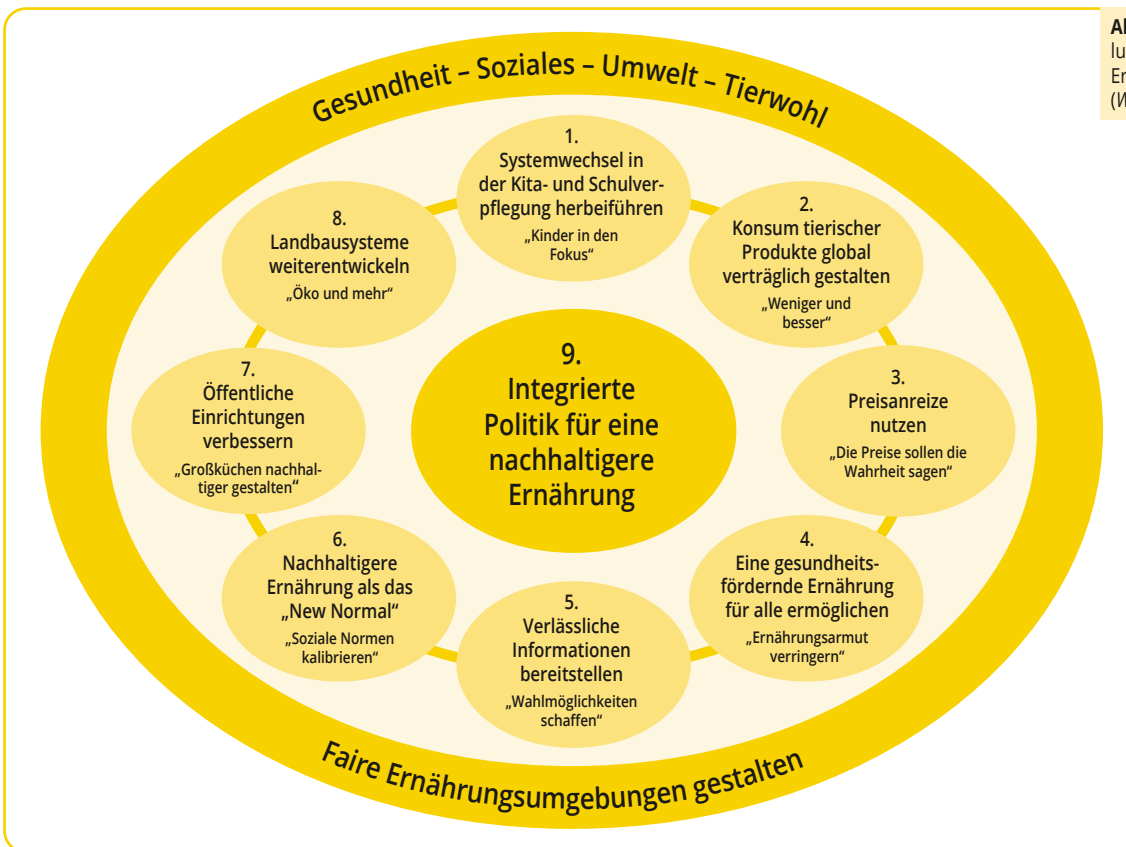 Gesundheit – Soziales – Umwelt – Tierwohl
1.
Systemwechsel in
der Kita- und Schulver-
pflegung herbeiführen
„Kinder in den
Fokus“
2.
Konsum tierischer
Produkte global
verträglich gestalten
„Weniger und
besser“
3.
Preisanreize
nutzen
„Die Preise sollen die
Wahrheit sagen“
4.
Eine gesundheits-
fördernde Ernährung
für alle ermöglichen
„Ernährungsarmut
verringern“
5.
Verlässliche
Informationen
bereitstellen
„Wahlmöglichkeiten
schaffen“
6.
Nachhaltigere
Ernährung als das
„New Normal“
„Soziale Normen
kalibrieren“
7.
Öffentliche
Einrichtungen
verbessern
„Großküchen nachhal-
tiger gestalten“
8.
Landbausysteme
weiterentwickeln
„Öko und mehr“
9.
Integrierte
Politik für eine
nachhaltigere
Ernährung
Faire Ernährungsumgebungen gestalten